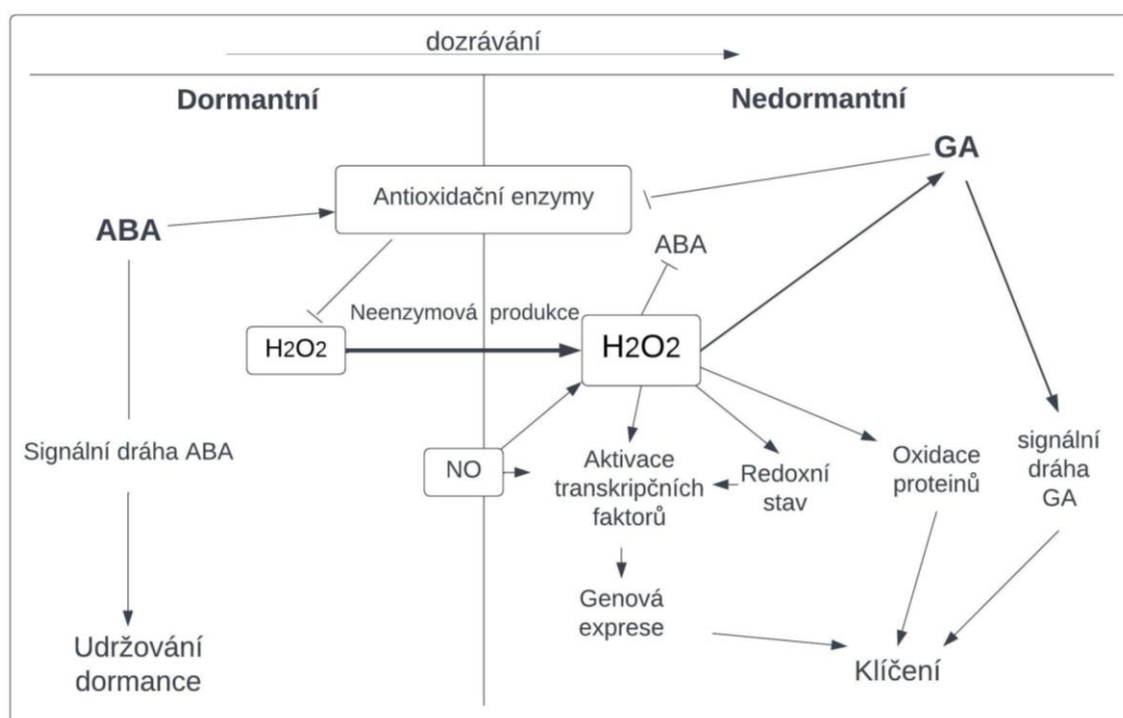 dozrávání
Dormantní
Nedormantní
GA
Antioxidační enzymy
ABA
ABA
Neenzymová produkce
H2O2
H2O2
Signální dráha ABA
NO
Aktivace
transkripčních
faktorů
Redoxní
stav
Oxidace
proteinů
signální
dráha
GA
Genová
exprese
Udržování
dormance
Klíčení